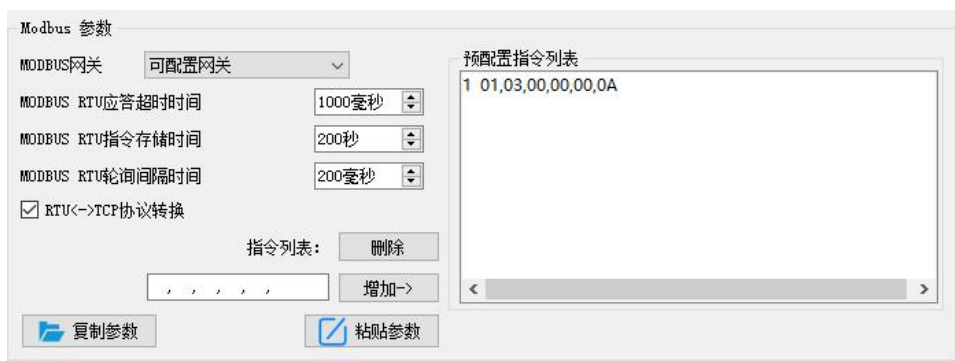 Modbus 参数
MODBUS网关 可配置网关
MODBUS RTU应答超时时间 1000毫秒
MODBUS RTU指令存储时间 200秒
MODBUS RTU轮询间隔时间 200毫秒
RTU<->TCP协议转换
指令列表: 删除
, , , , , 增加->
复制参数 粘贴参数
预配置指令列表
1 01,03,00,00,00,0A